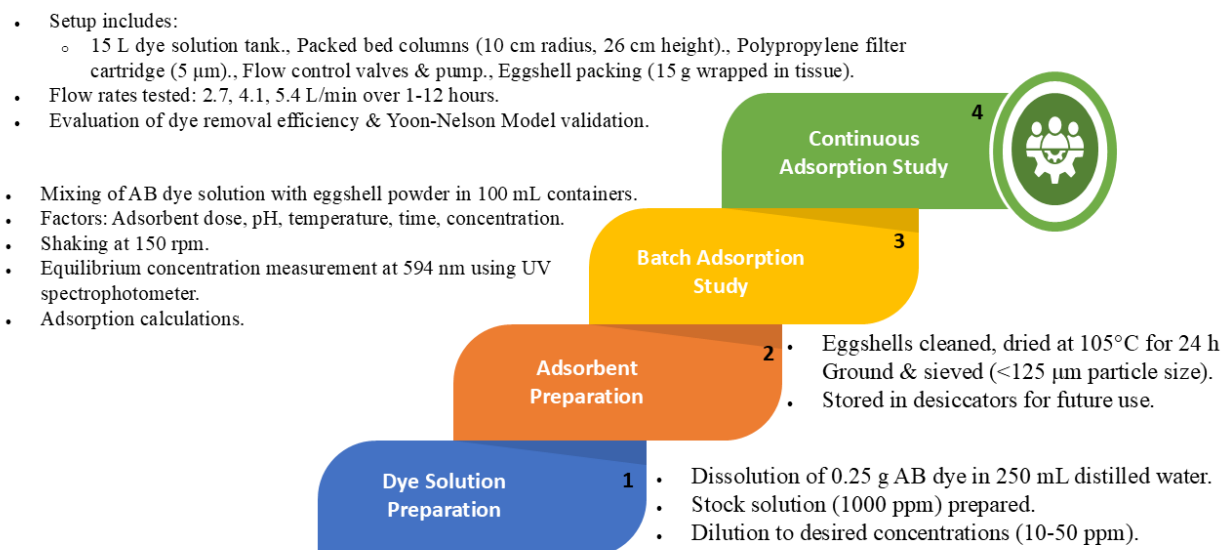 • Setup includes:
○ 15 L dye solution tank., Packed bed columns (10 cm radius, 26 cm height)., Polypropylene filter
cartridge (5 μm)., Flow control valves & pump., Eggshell packing (15 g wrapped in tissue).
• Flow rates tested: 2.7, 4.1, 5.4 L/min over 1-12 hours.
• Evaluation of dye removal efficiency & Yoon-Nelson Model validation.
4
Continuous
Adsorption Study
• Mixing of AB dye solution with eggshell powder in 100 mL containers.
• Factors: Adsorbent dose, pH, temperature, time, concentration.
• Shaking at 150 rpm.
• Equilibrium concentration measurement at 594 nm using UV
spectrophotometer.
• Adsorption calculations.
3
Batch Adsorption
Study
2
Adsorbent
Preparation
• Eggshells cleaned, dried at 105°C for 24 h
Ground & sieved (<125 μm particle size).
• Stored in desiccators for future use.
1
Dye Solution
Preparation
• Dissolution of 0.25 g AB dye in 250 mL distilled water.
• Stock solution (1000 ppm) prepared.
• Dilution to desired concentrations (10-50 ppm).